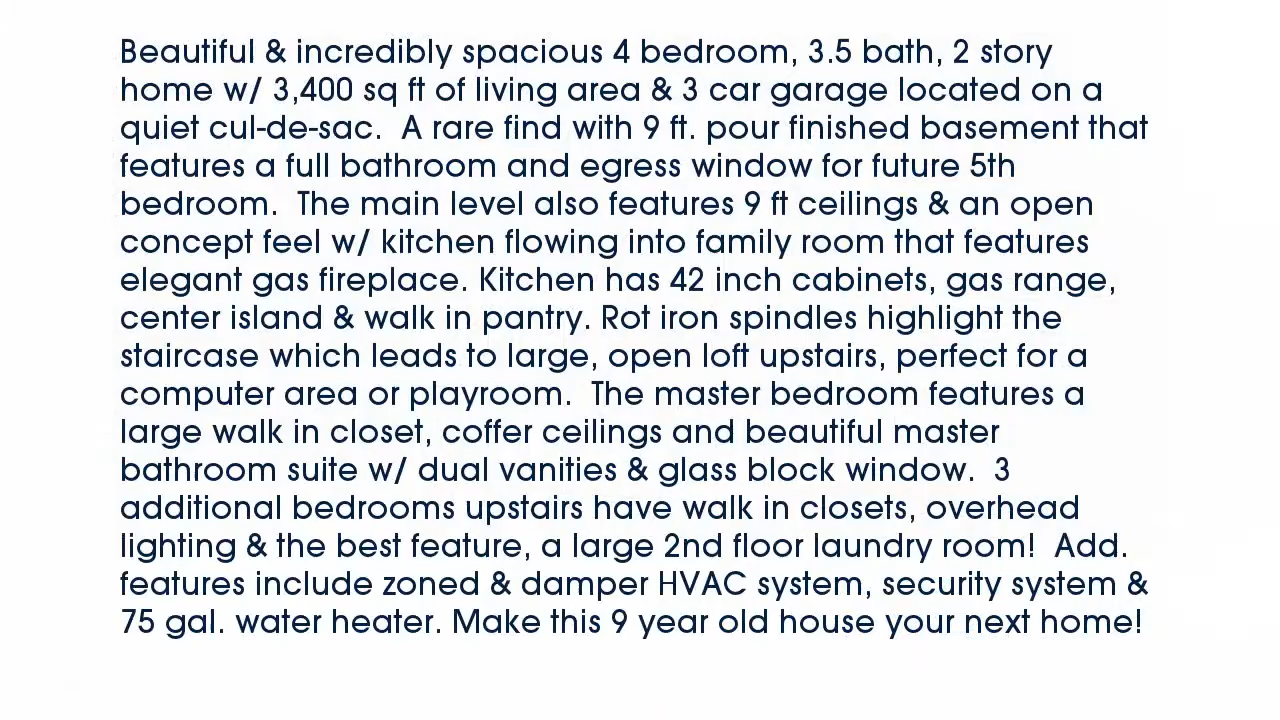 Beautiful & incredibly spacious 4 bedroom, 3.5 bath, 2 story
home w/ 3,400 sq ft of living area & 3 car garage located on a
quiet cul-de-sac.  A rare find with 9 ft. pour finished basement that
features a full bathroom and egress window for future 5th
bedroom.  The main level also features 9 ft ceilings & an open
concept feel w/ kitchen flowing into family room that features
elegant gas fireplace. Kitchen has 42 inch cabinets, gas range,
center island & walk in pantry. Rot iron spindles highlight the
staircase which leads to large, open loft upstairs, perfect for a
computer area or playroom.  The master bedroom features a
large walk in closet, coffer ceilings and beautiful master
bathroom suite w/ dual vanities & glass block window.  3
additional bedrooms upstairs have walk in closets, overhead
lighting & the best feature, a large 2nd floor laundry room!  Add.
features include zoned & damper HVAC system, security system &
75 gal. water heater. Make this 9 year old house your next home!